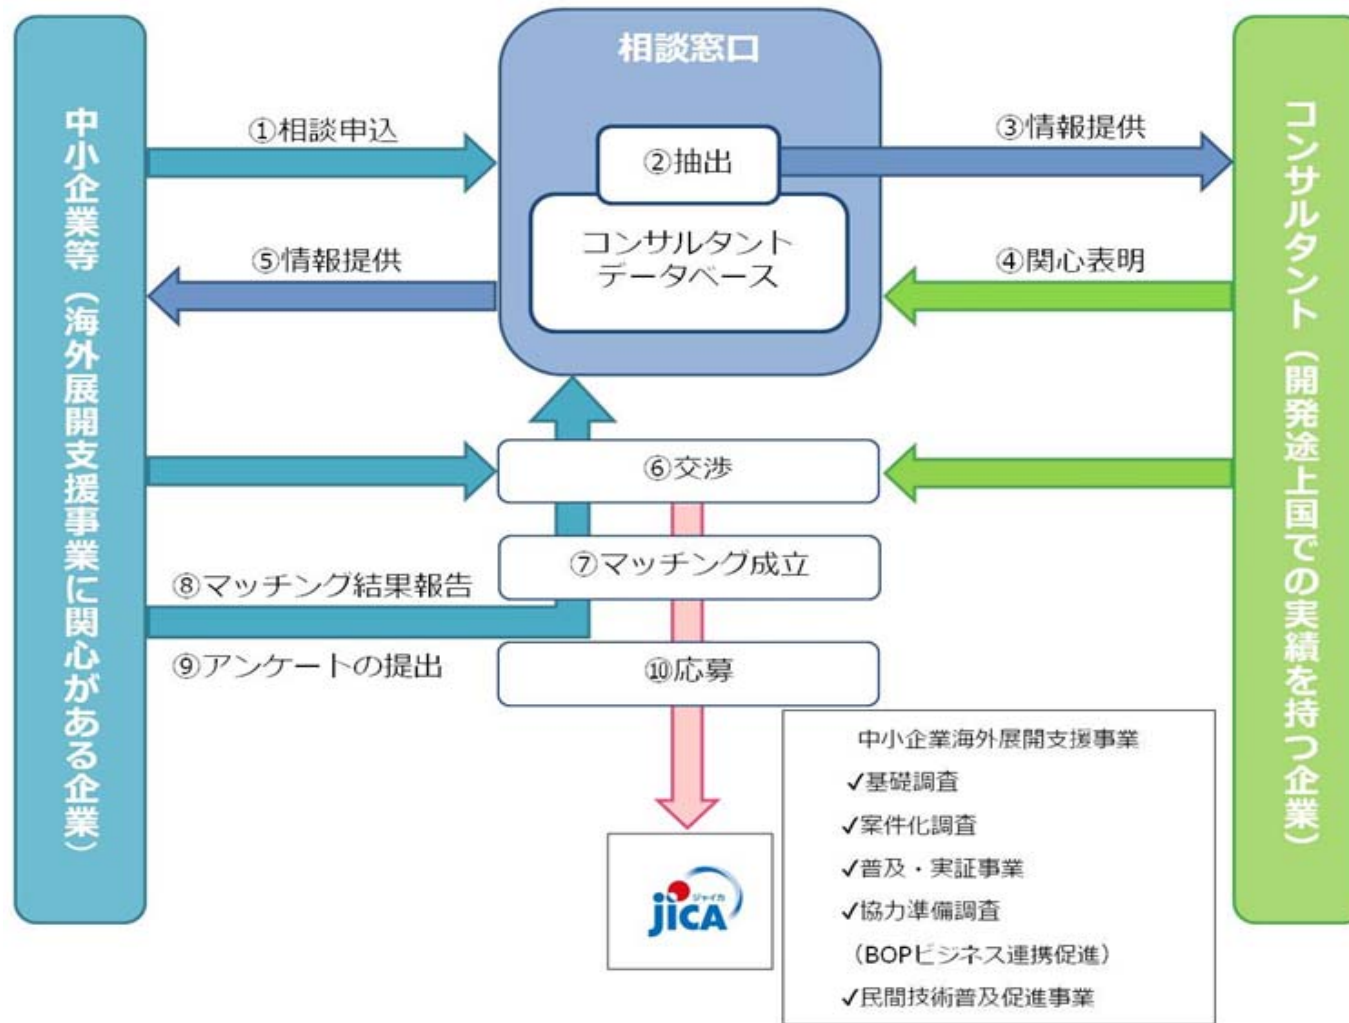 相談窓口
①相談申込
②抽出
③情報提供
コンサルタント
データベース
⑤情報提供
④関心表明
中小企業等（海外展開支援事業に関心がある企業）
コンサルタント（開発途上国での実績を持つ企業）
⑥交渉
⑦マッチング成立
⑧マッチング結果報告
⑨アンケートの提出
⑩応募
中小企業海外展開支援事業
✓基礎調査
✓案件化調査
✓普及・実証事業
✓協力準備調査
（BOPビジネス連携促進）
✓民間技術普及促進事業
ジャイカ
jICA